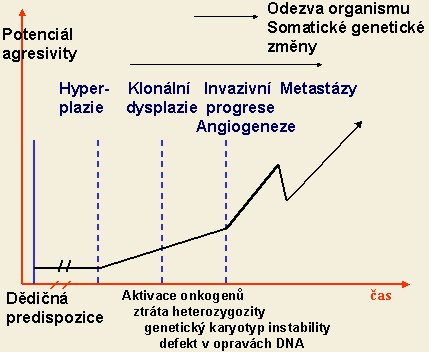 Odezva organismu
Somatické genetické
změny
Potenciál
agresivity
Hyper-
plazie
Klonální
dysplazie
Invazivní
progrese
Angiogeneze
Metastázy
Dědičná
predispozice
Aktivace onkogenů
ztráta heterozygozity
genetický karyotyp instability
defekt v opravách DNA
čas